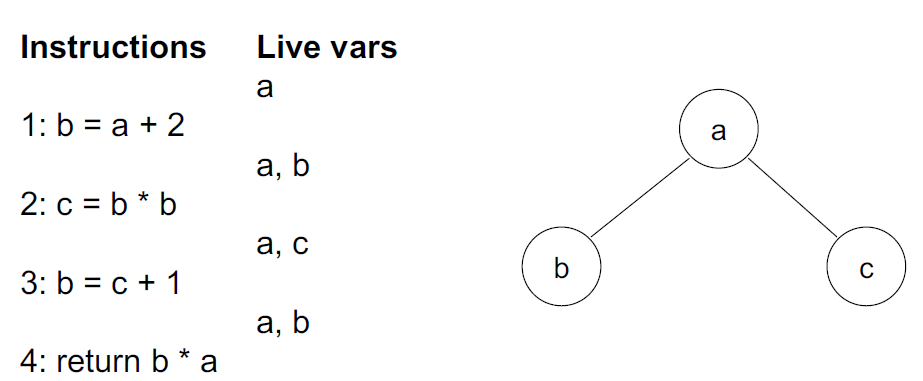 Instructions Live vars
a
1: b = a + 2
a, b
2: c = b * b
a, c
3: b = c + 1
a, b
4: return b * a
a
b
c